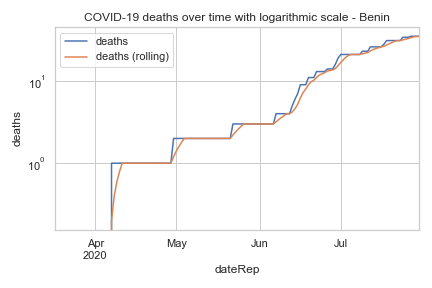 COVID-19 deaths over time with logarithmic scale - Benin
deaths
deaths (rolling)
10¹
10⁰
deaths
Apr
2020
May
Jun
Jul
dateRep